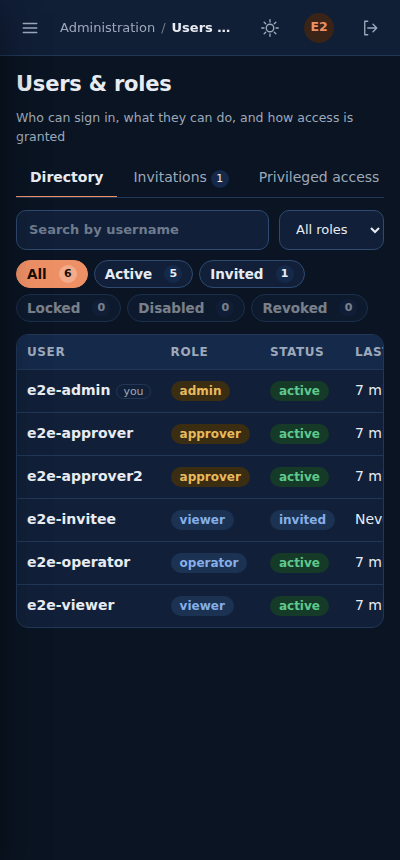 Administration / Users ...
E2
Users & roles
Who can sign in, what they can do, and how access is
granted
Directory Invitations 1 Privileged access
Search by username All roles
All 6 Active 5 Invited 1
Locked 0 Disabled 0 Revoked 0
USER ROLE STATUS LAST
e2e-admin you admin active 7 m
e2e-approver approver active 7 m
e2e-approver2 approver active 7 m
e2e-invitee viewer invited Nev
e2e-operator operator active 7 m
e2e-viewer viewer active 7 m